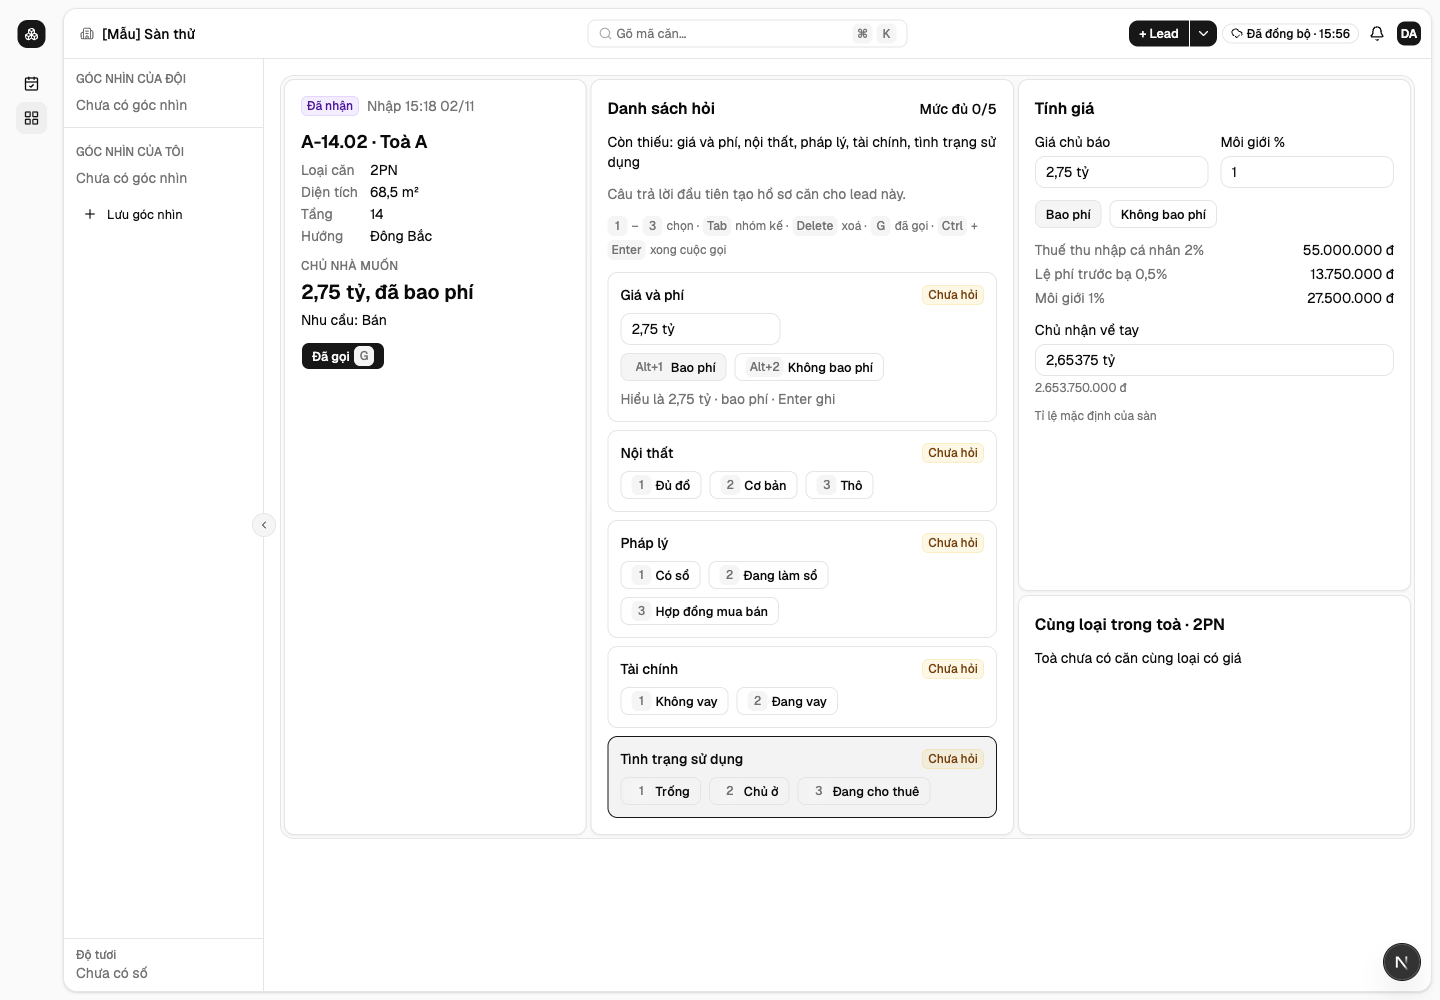 [Mẫu] Sàn thử
Gõ mã căn...
⌘ K
+ Lead
Đã đồng bộ · 15:56
DA
GÓC NHÌN CỦA ĐỘI
Chưa có góc nhìn
GÓC NHÌN CỦA TÔI
Chưa có góc nhìn
+ Lưu góc nhìn
Độ tươi
Chưa có số
Đã nhận Nhập 15:18 02/11
A-14.02 · Toà A
Loại căn 2PN
Diện tích 68,5 m²
Tầng 14
Hướng Đông Bắc
CHỦ NHÀ MUỐN
2,75 tỷ, đã bao phí
Nhu cầu: Bán
Đã gọi G
Danh sách hỏi Mức đủ 0/5
Còn thiếu: giá và phí, nội thất, pháp lý, tài chính, tình trạng sử
dụng
Câu trả lời đầu tiên tạo hồ sơ căn cho lead này.
1 – 3 chọn · Tab nhóm kế · Delete xoá · G đã gọi · Ctrl +
Enter xong cuộc gọi
Giá và phí Chưa hỏi
2,75 tỷ
Alt+1 Bao phí Alt+2 Không bao phí
Hiểu là 2,75 tỷ · bao phí · Enter ghi
Nội thất Chưa hỏi
1 Đủ đồ 2 Cơ bản 3 Thô
Pháp lý Chưa hỏi
1 Có sổ 2 Đang làm sổ
3 Hợp đồng mua bán
Tài chính Chưa hỏi
1 Không vay 2 Đang vay
Tình trạng sử dụng Chưa hỏi
1 Trống 2 Chủ ở 3 Đang cho thuê
Tính giá
Giá chủ báo Môi giới %
2,75 tỷ 1
Bao phí Không bao phí
Thuế thu nhập cá nhân 2% 55.000.000 đ
Lệ phí trước bạ 0,5% 13.750.000 đ
Môi giới 1% 27.500.000 đ
Chủ nhận về tay
2,65375 tỷ
2.653.750.000 đ
Tỉ lệ mặc định của sàn
Cùng loại trong toà · 2PN
Toà chưa có căn cùng loại có giá
N